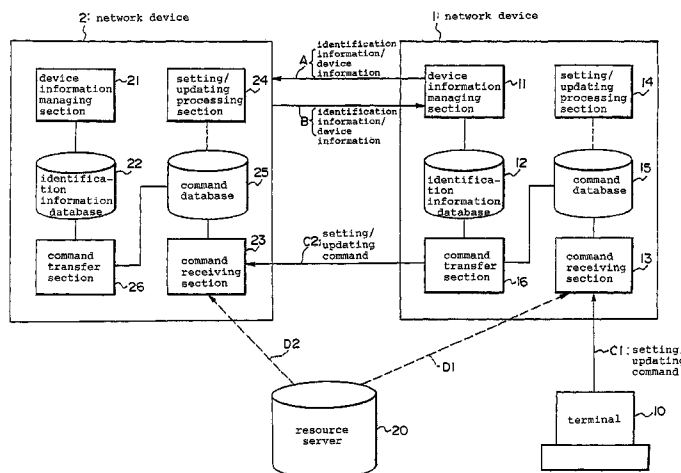 2: network device
1: network device
device
information
managing
section
21
setting/
updating
processing
section
24
A
identification
information/
device
information
B
identification
information/
device
information
device
information
managing
section
11
setting/
updating
processing
section
14
22
identifica-
tion
information
database
25
command
database
12
identifica-
tion
information
database
15
command
database
command
transfer
section
26
23
command
receiving
section
C2:
setting/
updating
command
command
transfer
section
16
command
receiving
section
13
D2
D1
C1:
setting/
updating
command
resource
server
20
terminal
10